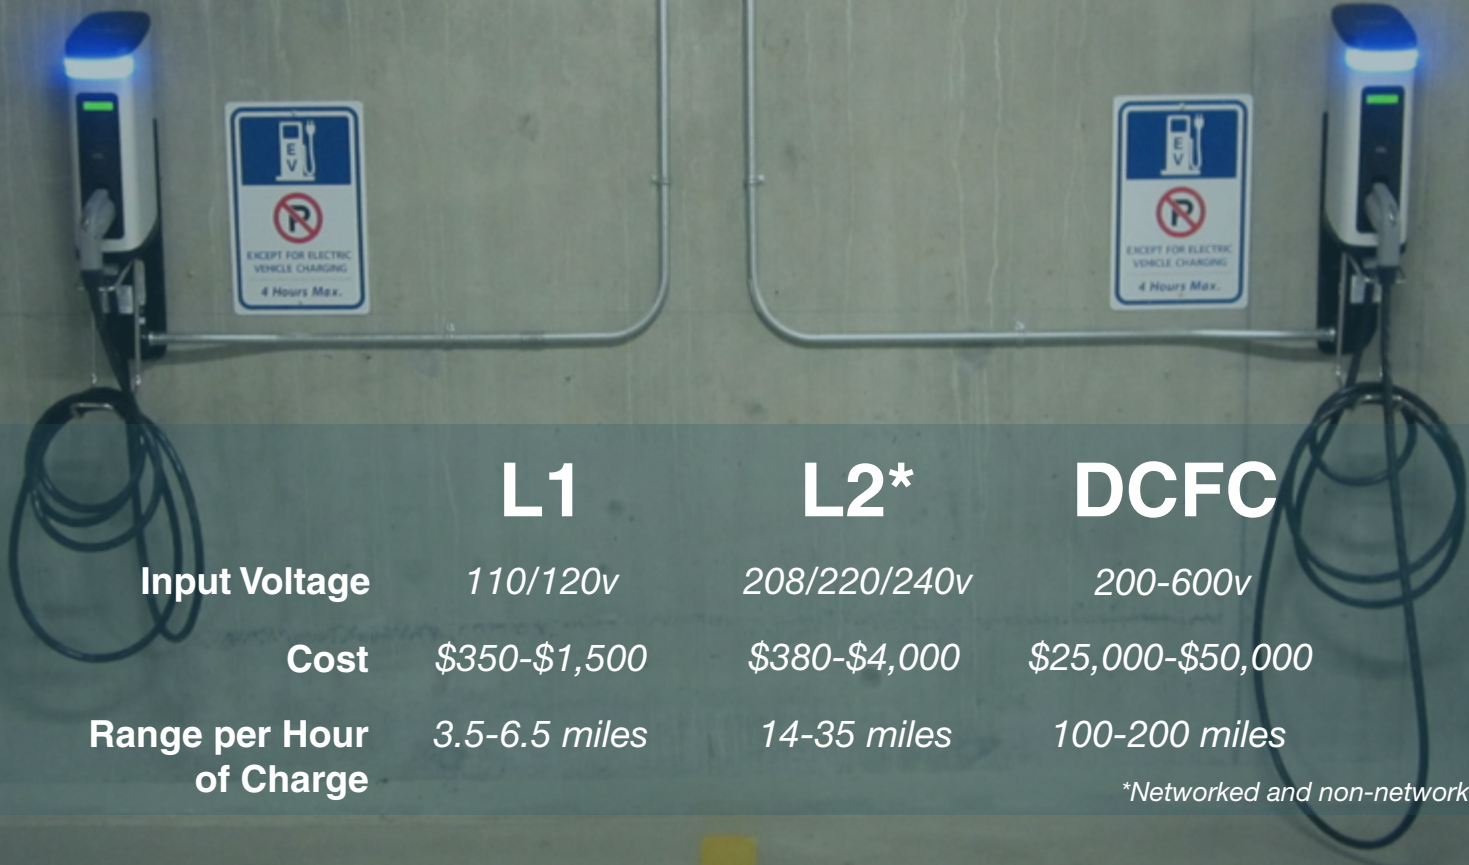 E
V
P
EXCEPT FOR ELECTRIC
VEHICLE CHARGING
4 Hours Max.
E
V
P
EXCEPT FOR ELECTRIC
VEHICLE CHARGING
4 Hours Max.
L1 L2* DCFC
Input Voltage 110/120v 208/220/240v 200-600v
Cost $350-$1,500 $380-$4,000 $25,000-$50,000
Range per Hour 3.5-6.5 miles 14-35 miles 100-200 miles
of Charge
*Networked and non-network